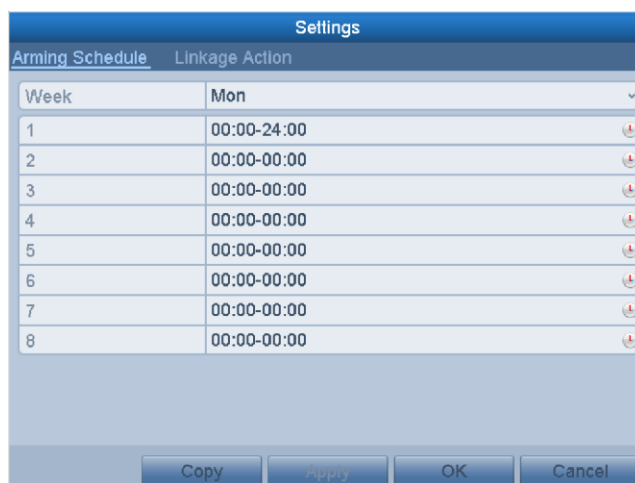 Settings
Arming Schedule Linkage Action
Week Mon
1 00:00-24:00
2 00:00-00:00
3 00:00-00:00
4 00:00-00:00
5 00:00-00:00
6 00:00-00:00
7 00:00-00:00
8 00:00-00:00
Copy Apply OK Cancel